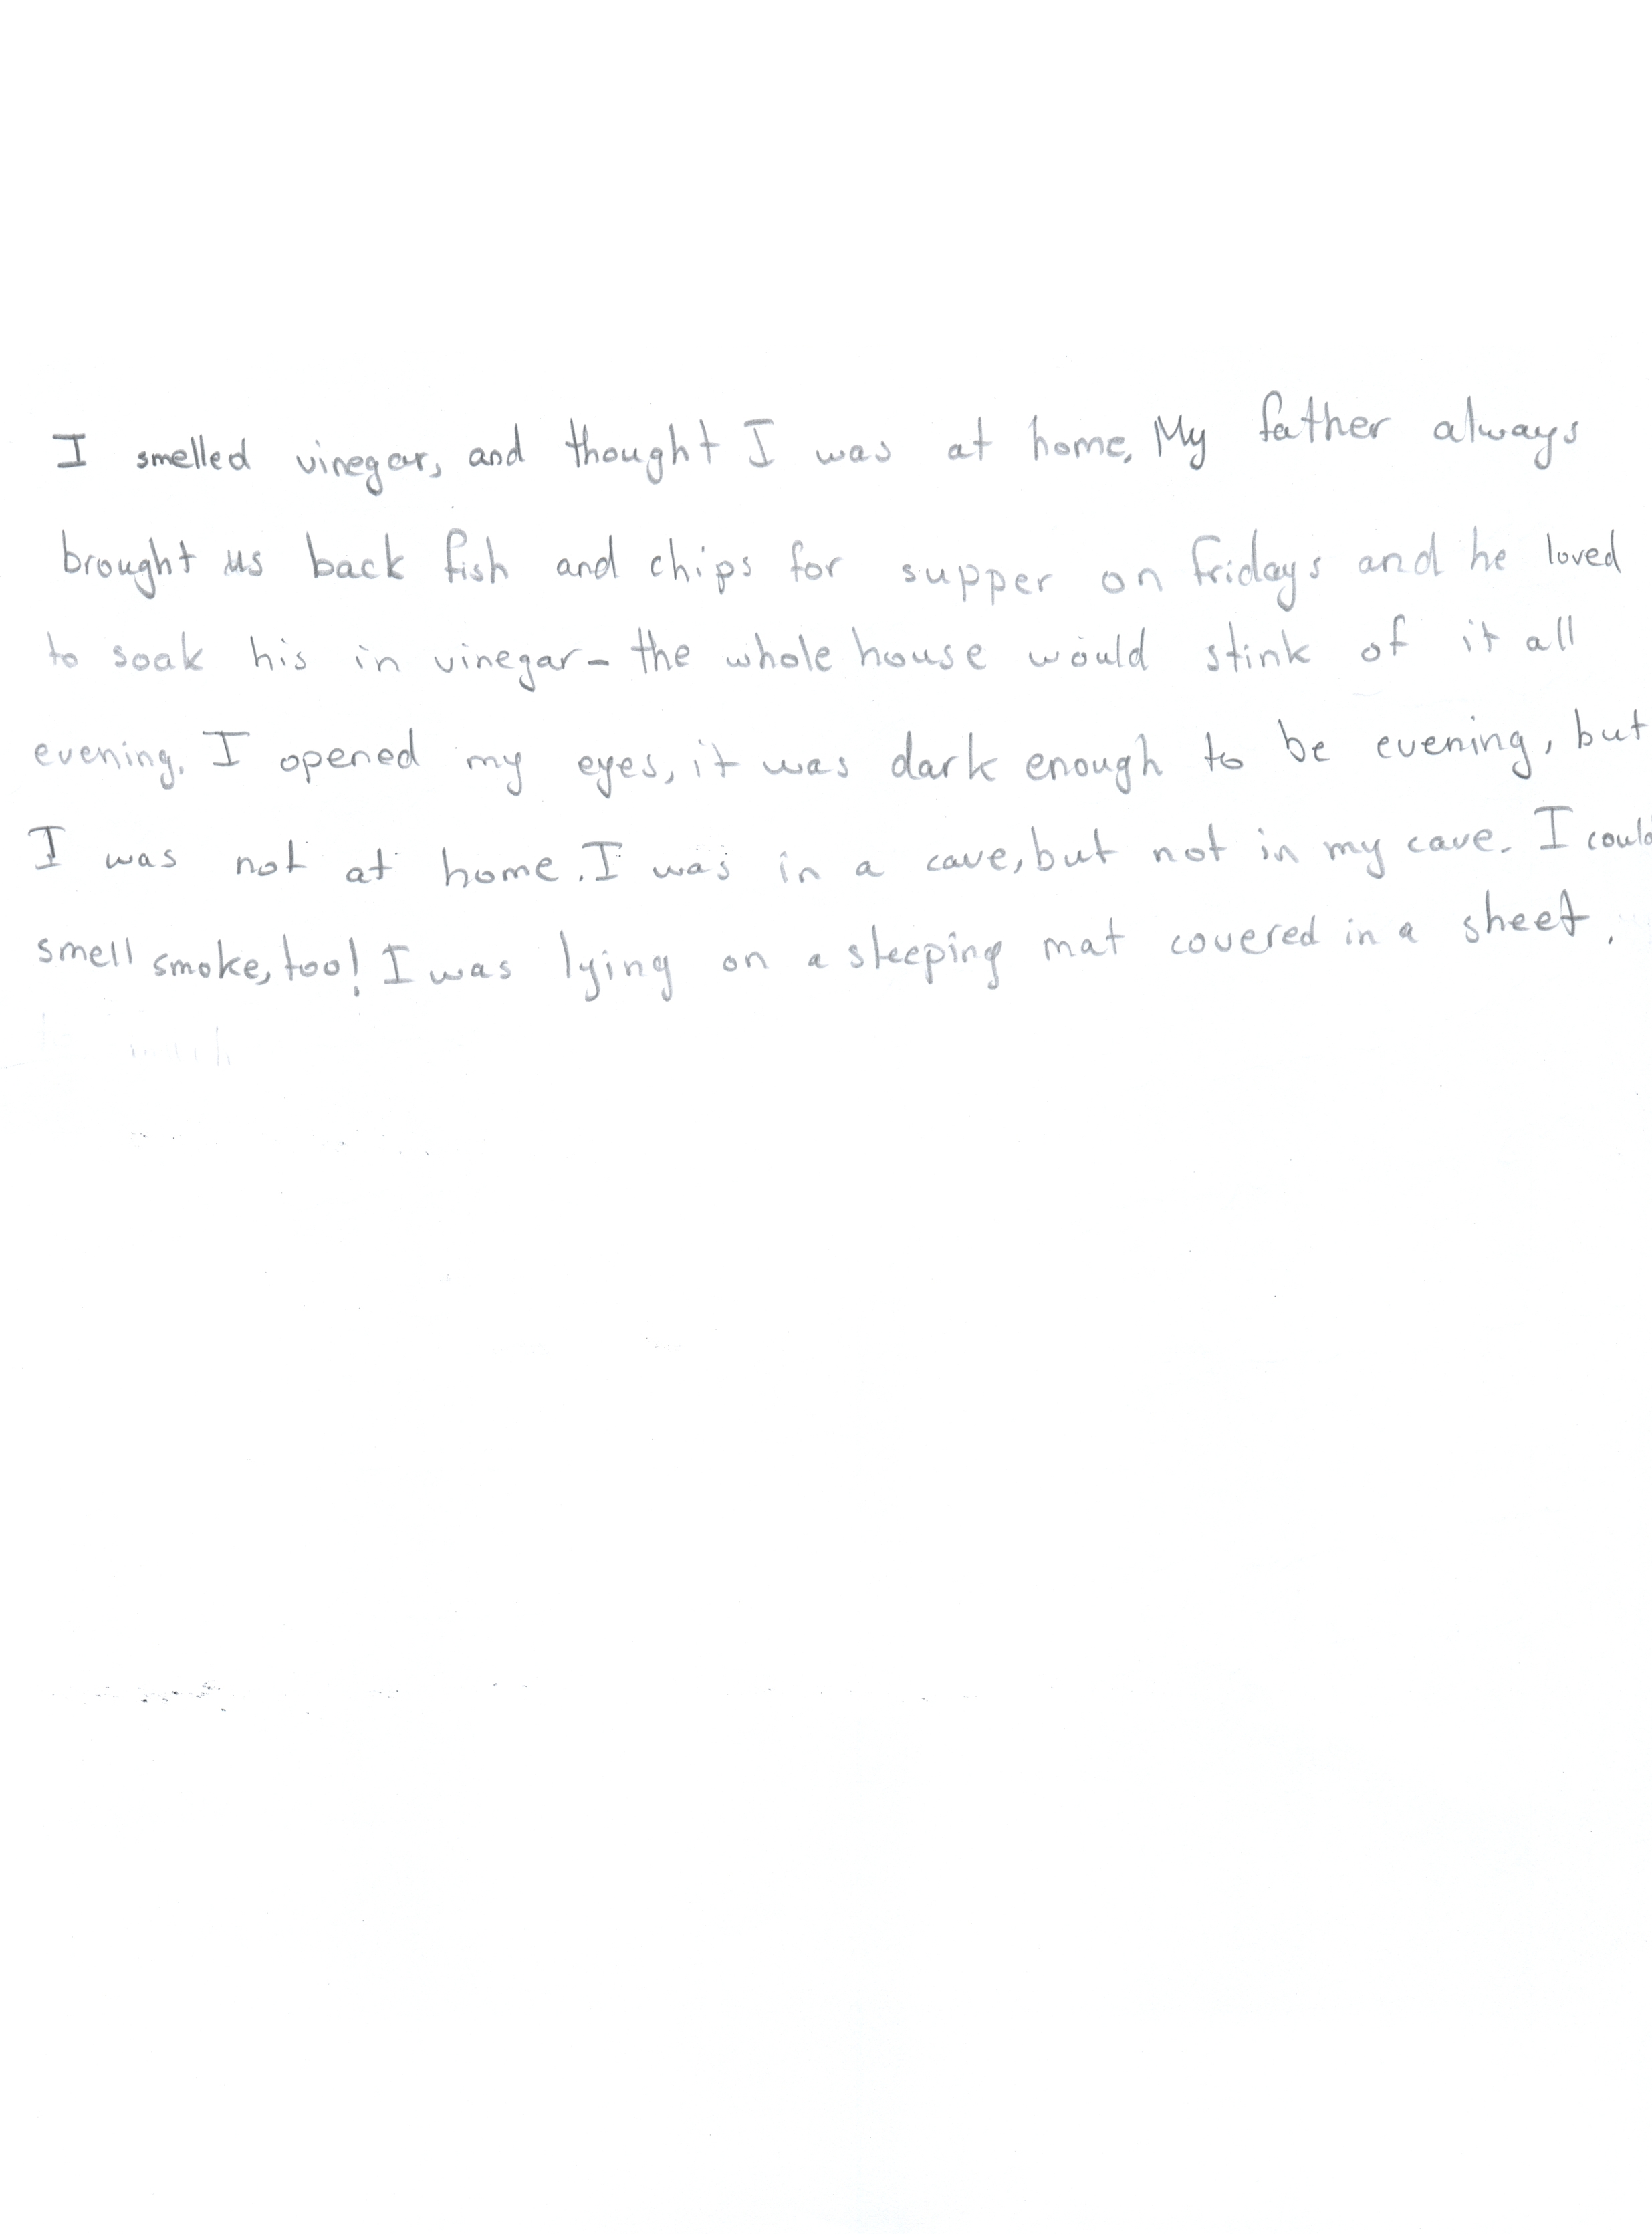 I smelled vinegar, and thought I was at home. My father always
brought us back fish and chips for supper on fridays and he loved
to soak his in vinegar - the whole house would stink of it all
evening. I opened my eyes, it was dark enough to be evening, but
I was not at home. I was in a cave, but not in my cave. I could
smell smoke, too! I was lying on a sleeping mat covered in a sheet.